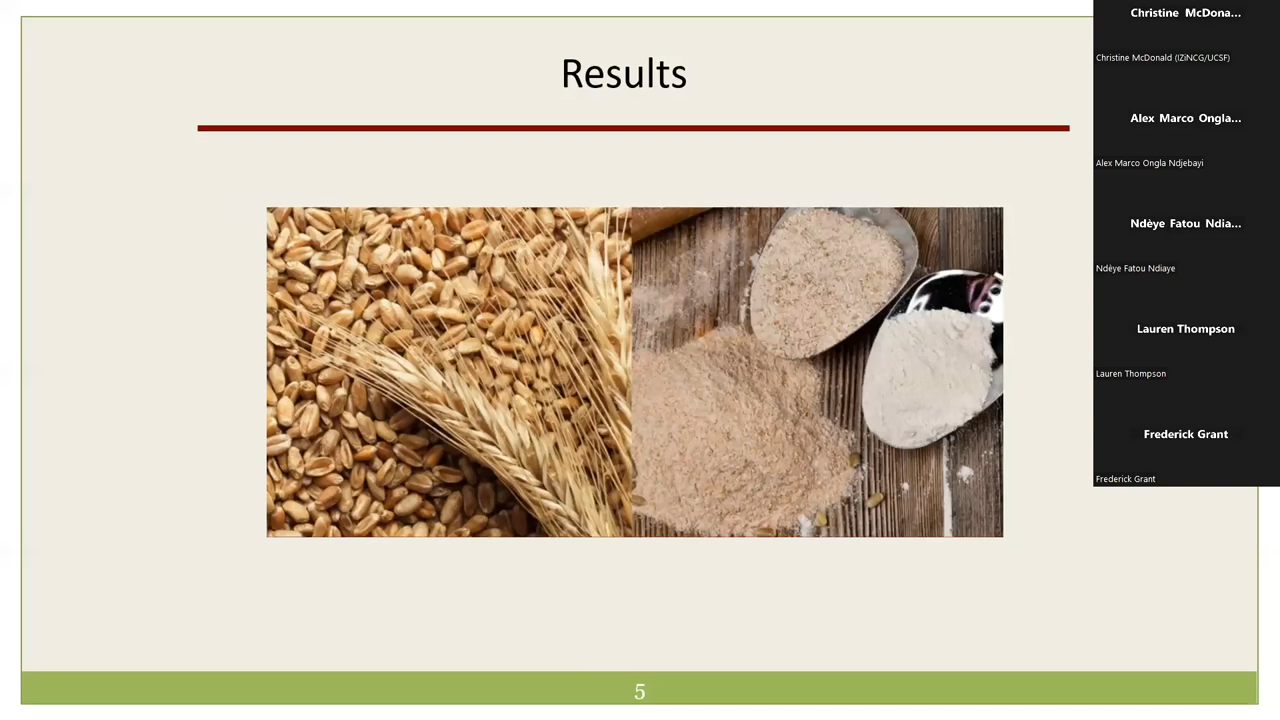 Results
5
Christine McDona...
Christine McDonald (IZiNCG/UCSF)
Alex Marco Ongla...
Alex Marco Ongla Ndjebayi
Ndèye Fatou Ndia...
Ndèye Fatou Ndiaye
Lauren Thompson
Lauren Thompson
Frederick Grant
Frederick Grant